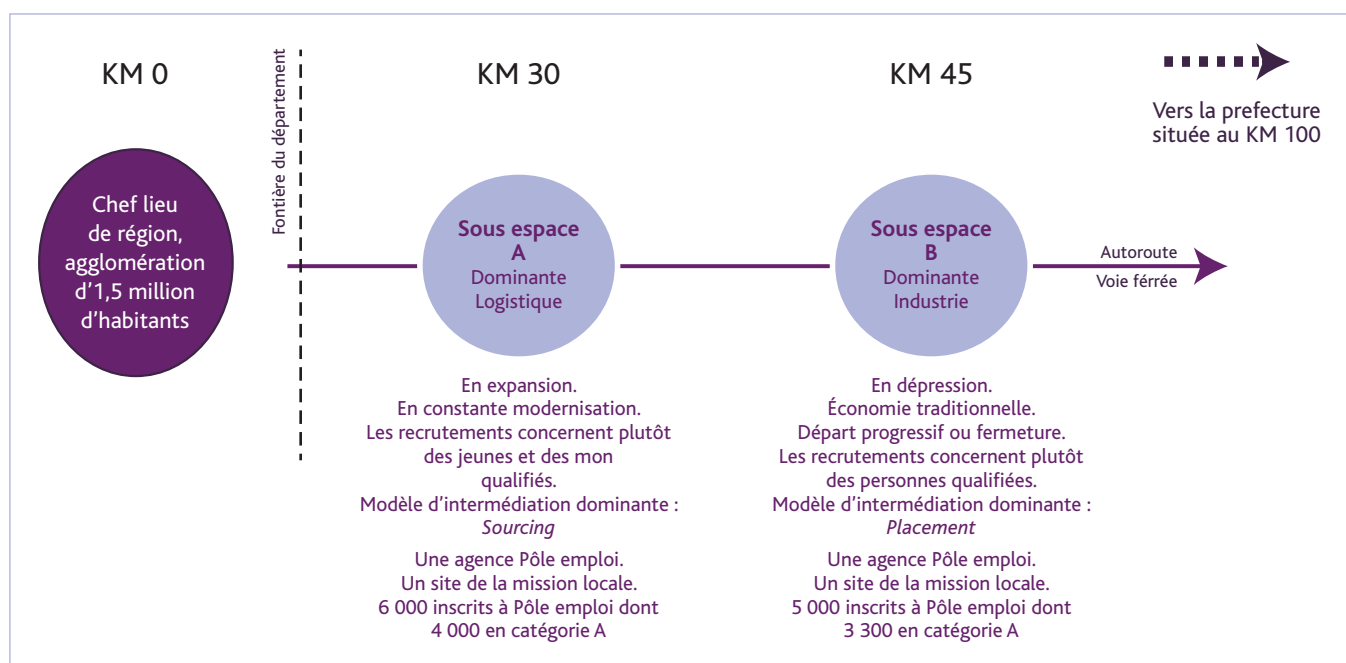 KM 0
Fontière du département
KM 30
KM 45
Vers la prefecture
située au KM 100
Chef lieu
de région,
agglomération
d'1,5 million
d'habitants
Sous espace
A
Dominante
Logistique
Sous espace
B
Dominante
Industrie
Autoroute
Voie férrée
En expansion.
En constante modernisation.
Les recrutements concernent plutôt
des jeunes et des mon
qualifiés.
Modèle d'intermédiation dominante :
Sourcing
Une agence Pôle emploi.
Un site de la mission locale.
6 000 inscrits à Pôle emploi dont
4 000 en catégorie A
En dépression.
Économie traditionnelle.
Départ progressif ou fermeture.
Les recrutements concernent plutôt
des personnes qualifiées.
Modèle d'intermédiation dominante :
Placement
Une agence Pôle emploi.
Un site de la mission locale.
5 000 inscrits à Pôle emploi dont
3 300 en catégorie A